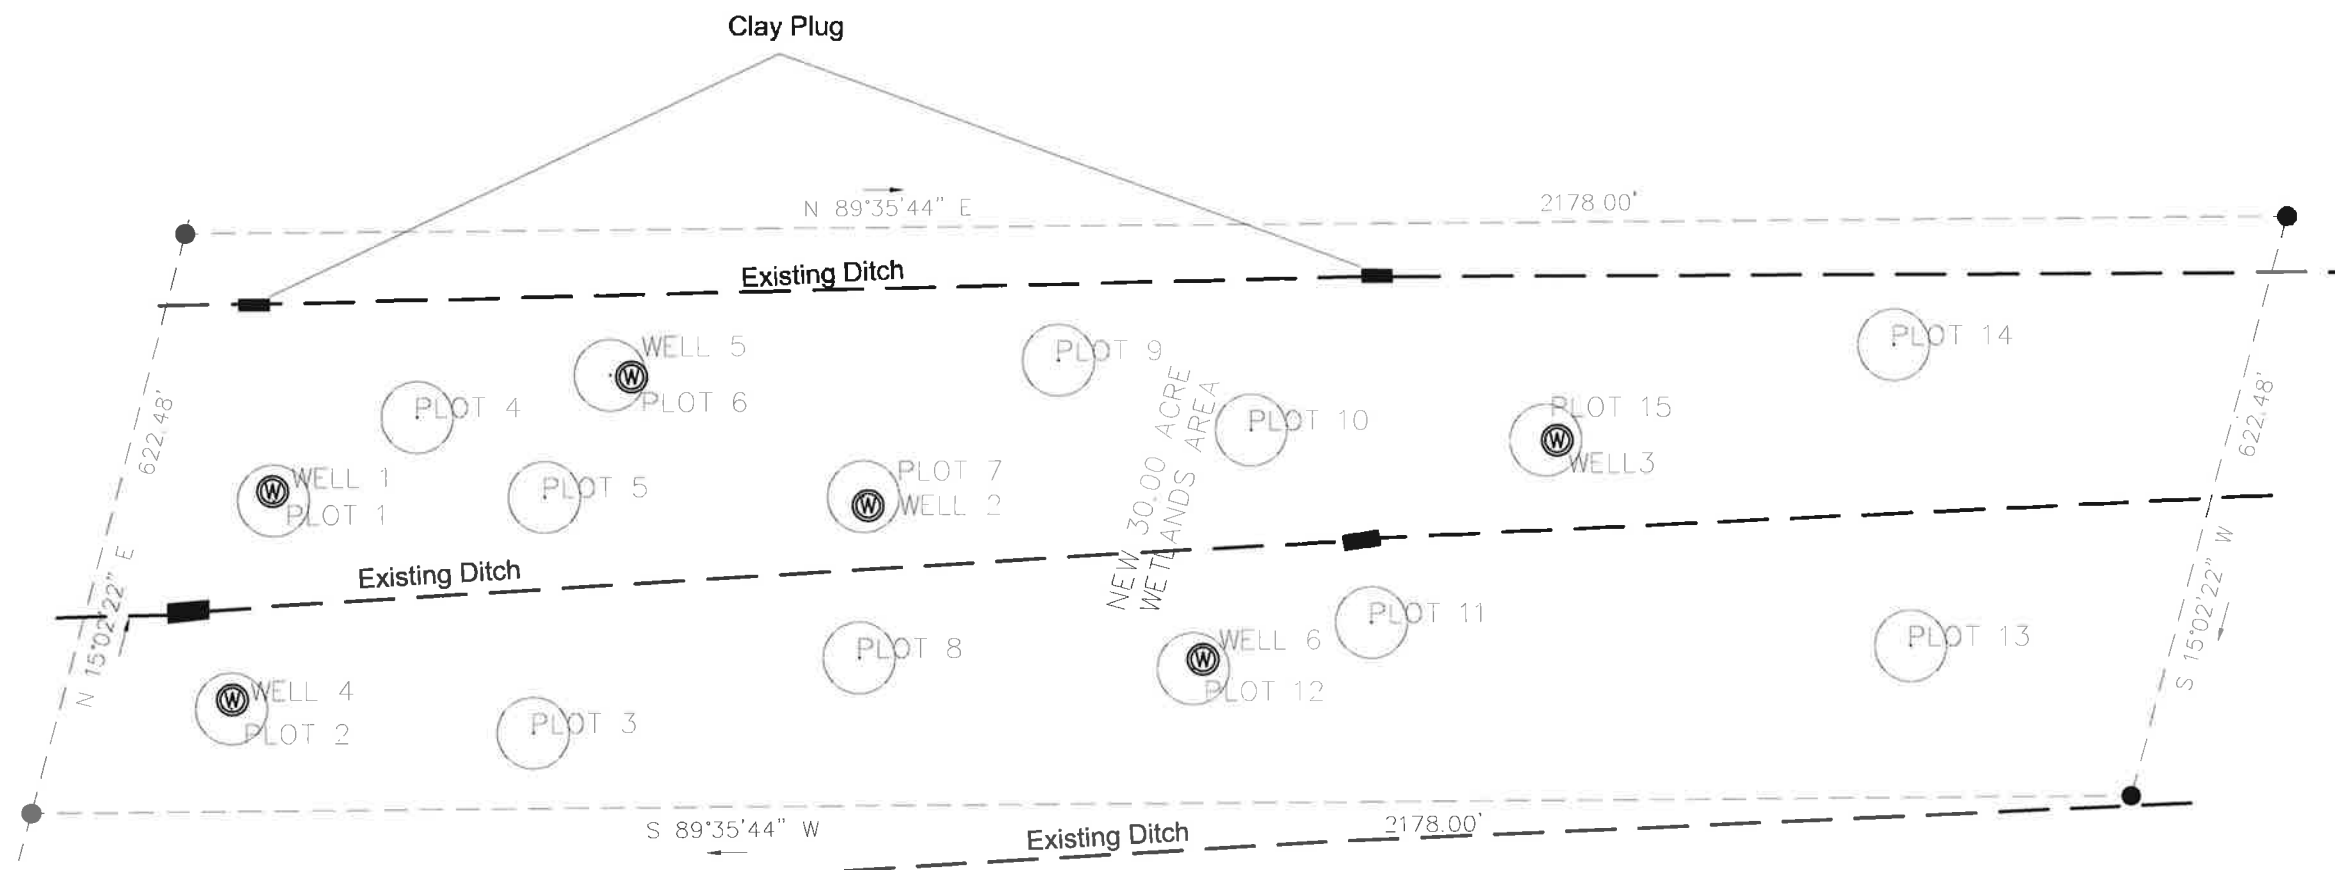 Clay Plug
N 89°35'44" E
2178.00'
Existing Ditch
WELL 5
PLOT 6
PLOT 9
PLOT 14
PLOT 4
PLOT 10
PLOT 15
WELL3
622.48'
622.48'
WELL 1
PLOT 1
PLOT 5
PLOT 7
WELL 2
NEW 30.00 ACRE
WETLANDS AREA
Existing Ditch
N 15°02'22" E
S 15°02'22" W
PLOT 11
PLOT 8
WELL 6
PLOT 12
PLOT 13
WELL 4
PLOT 2
PLOT 3
S 89°35'44" W
Existing Ditch
2178.00'
W
W
W
W
W
W